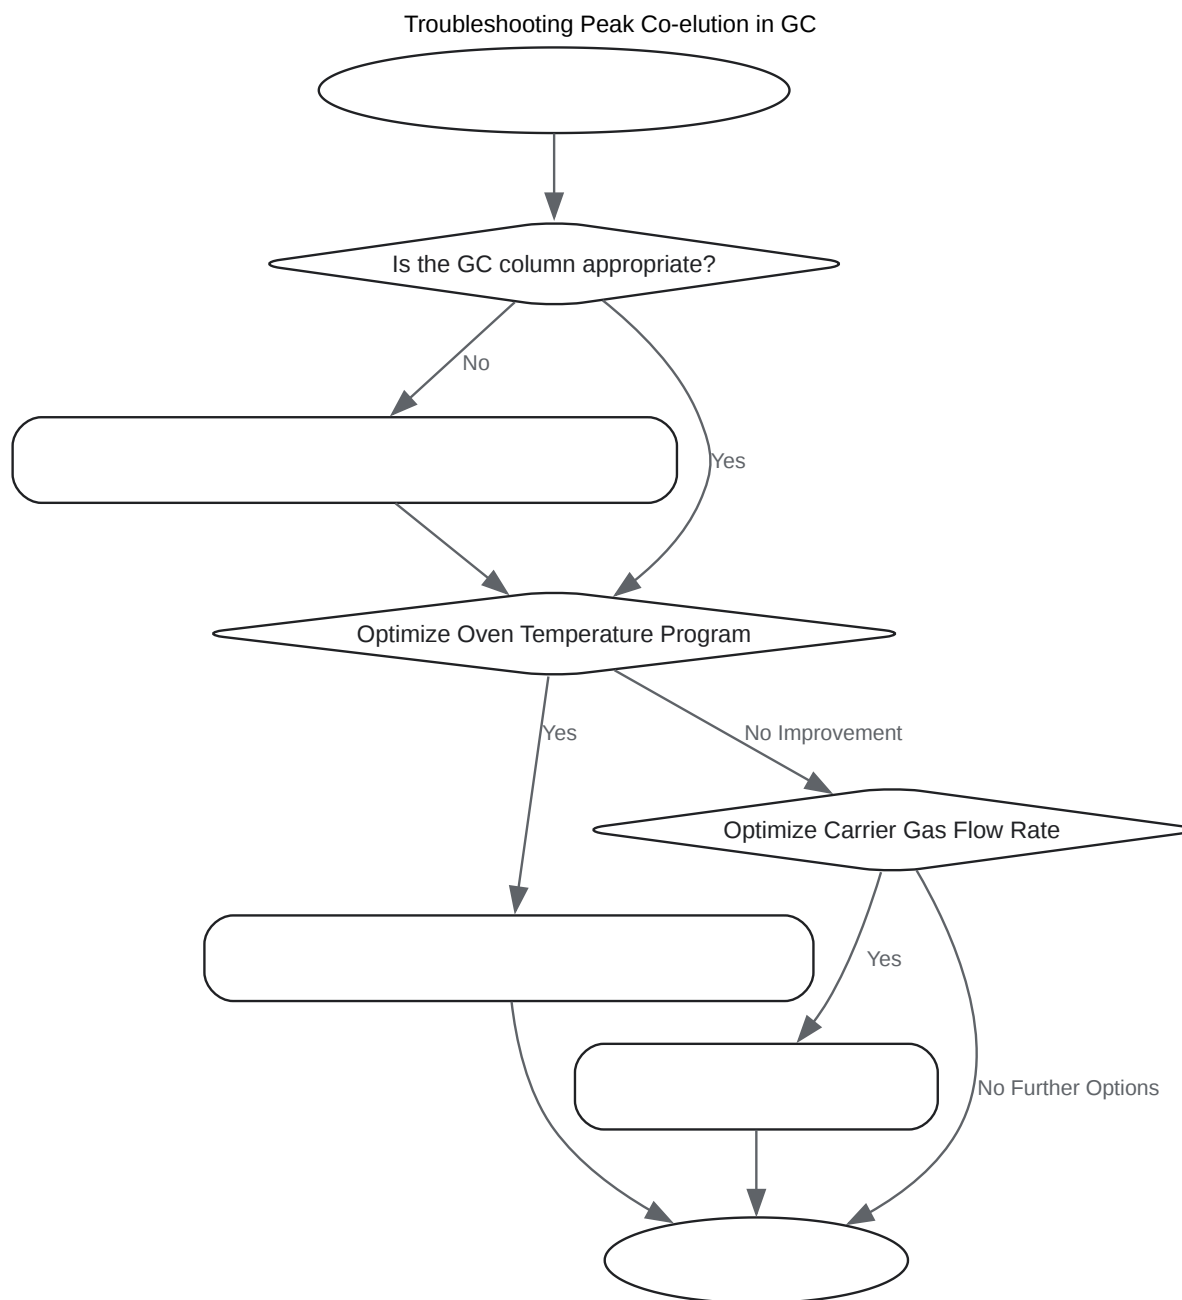 Troubleshooting Peak Co-elution in GC
Is the GC column appropriate?
No
Yes
Optimize Oven Temperature Program
Yes
No Improvement
Optimize Carrier Gas Flow Rate
Yes
No Further Options